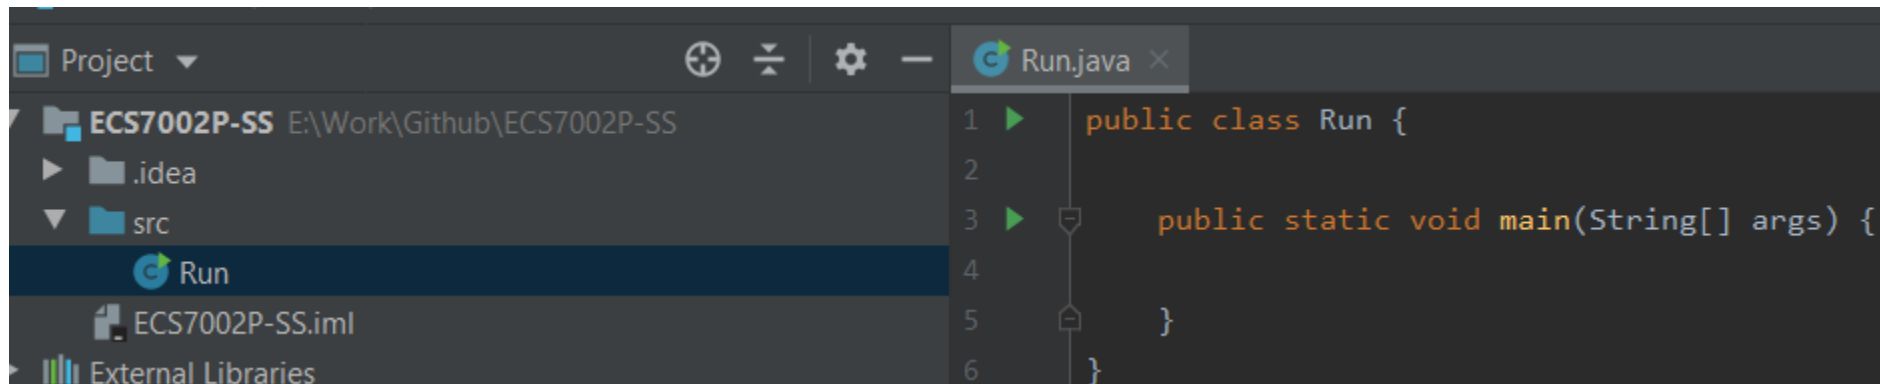 Project
ECS7002P-SS E:\Work\Github\ECS7002P-SS
.idea
src
Run
ECS7002P-SS.iml
External Libraries
Run.java
1 public class Run {
2
3 public static void main(String[] args) {
4
5 }
6 }